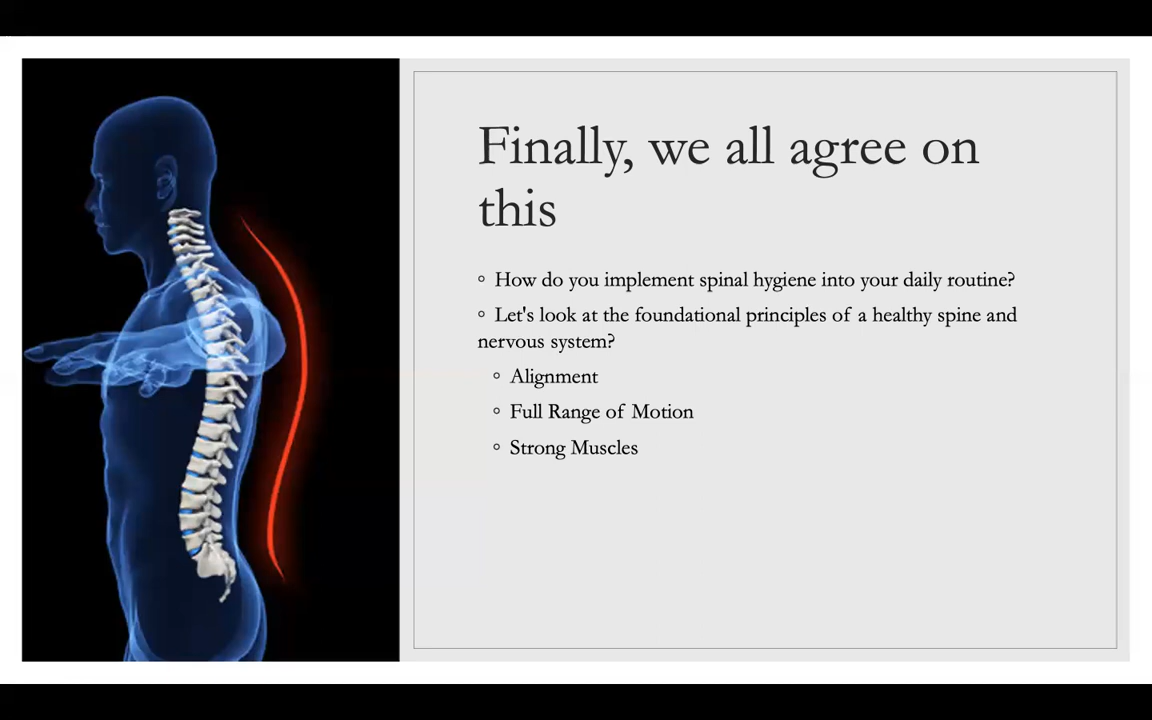 Finally, we all agree on
this
◦ How do you implement spinal hygiene into your daily routine?
◦ Let's look at the foundational principles of a healthy spine and
nervous system?
◦ Alignment
◦ Full Range of Motion
◦ Strong Muscles